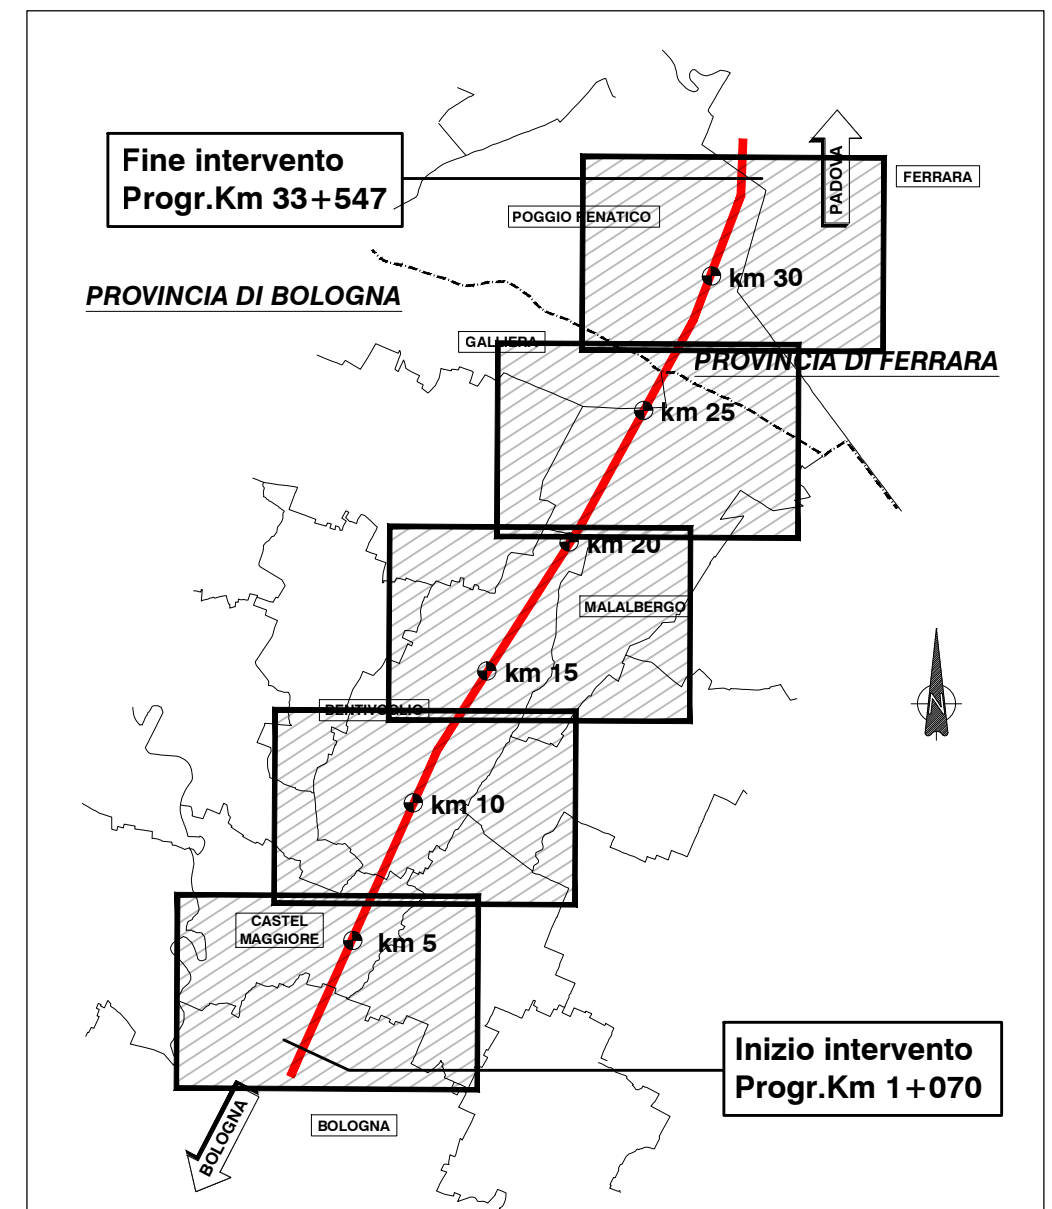 Fine intervento
Progr.Km 33+547
PADOVA
FERRARA
POGGIO RENATICO
km 30
PROVINCIA DI BOLOGNA
GALLIERA
PROVINCIA DI FERRARA
km 25
km 20
MALALBERGO
km 15
N
BENTIVOGLIO
km 10
CASTEL
MAGGIORE
km 5
Inizio intervento
Progr.Km 1+070
BOLOGNA
BOLOGNA